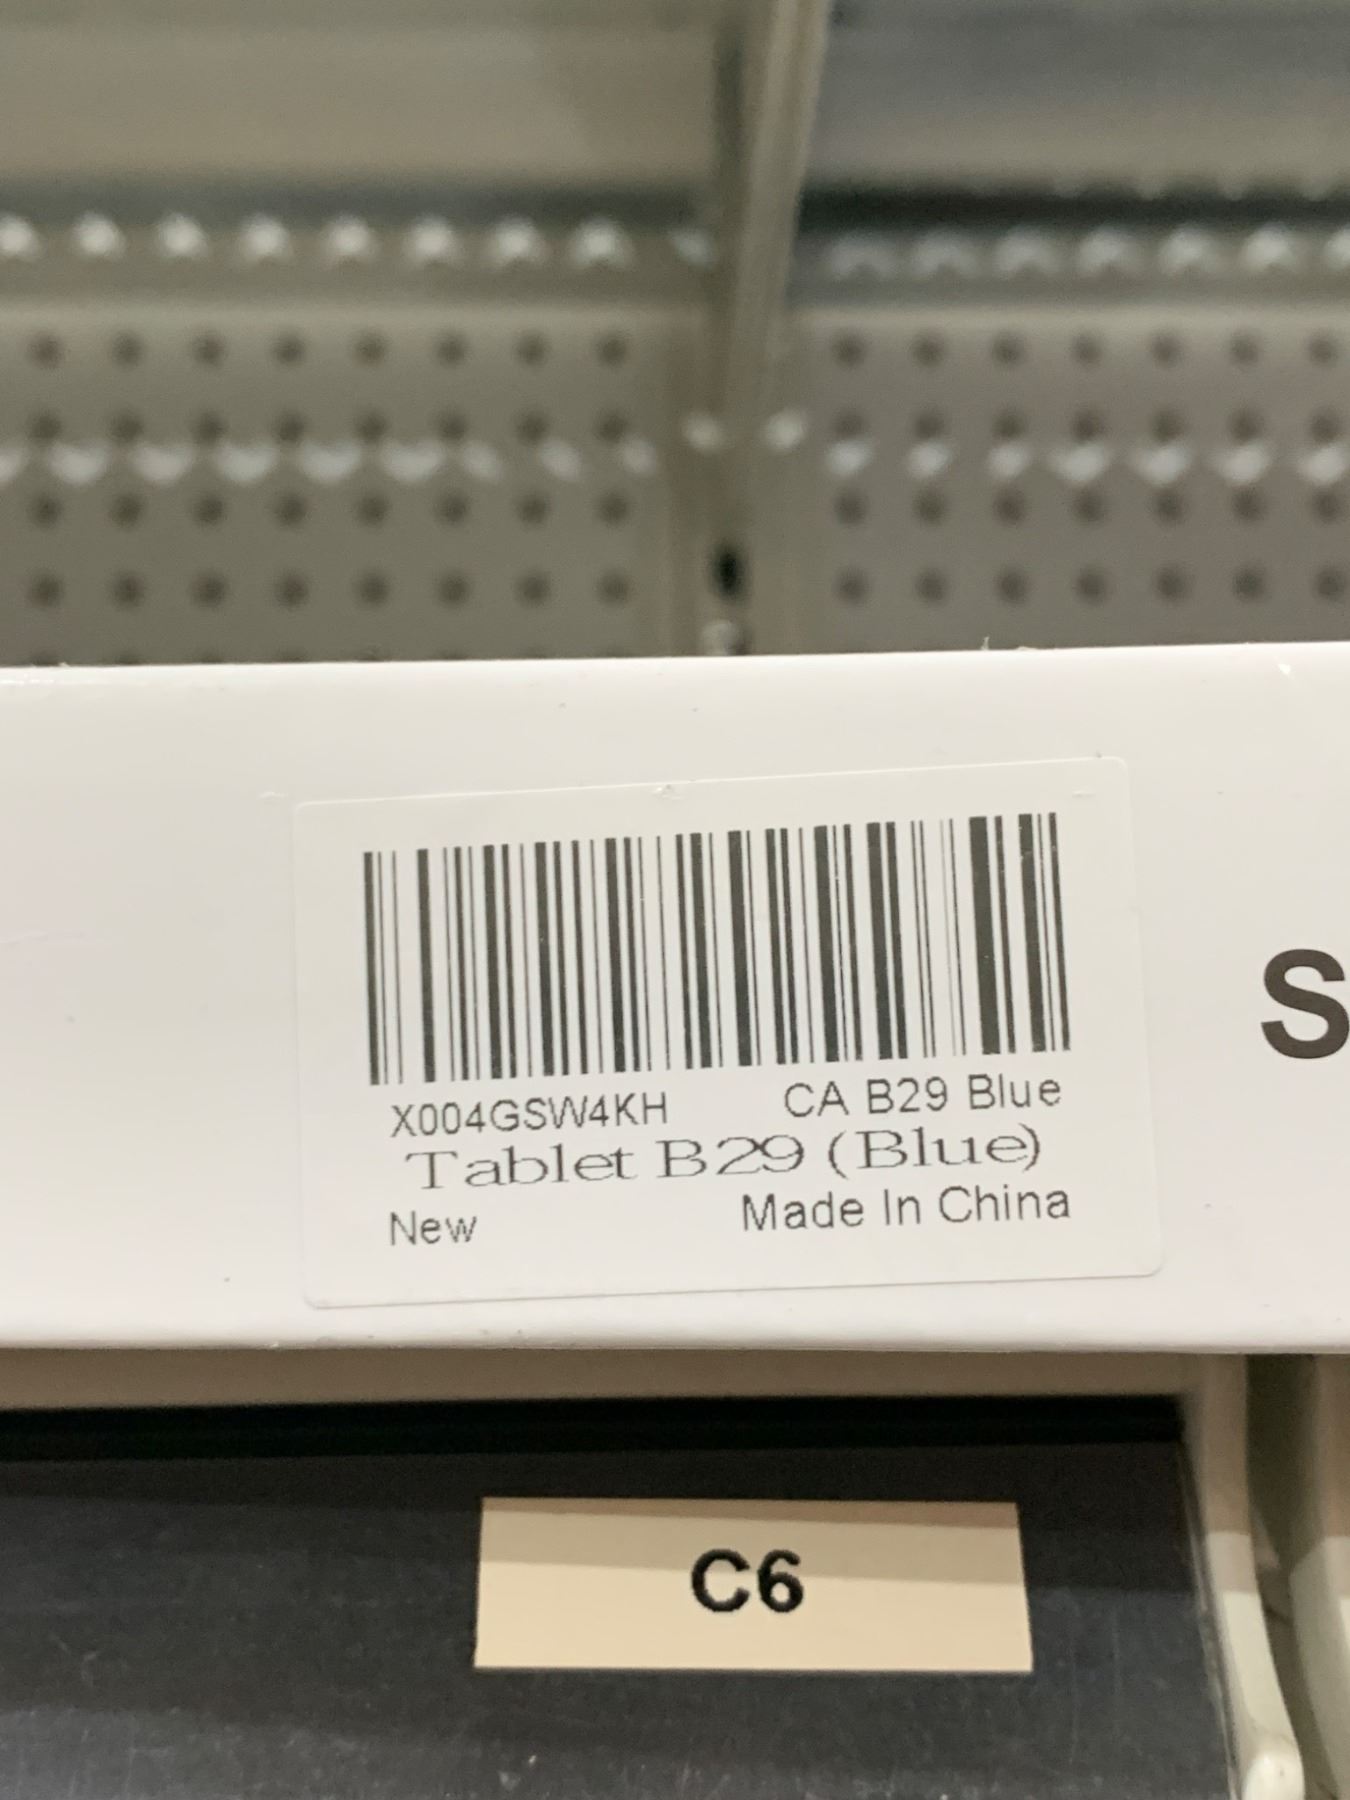 X004GSW4KH CA B29 Blue
Tablet B29 (Blue)
New Made In China
S
C6